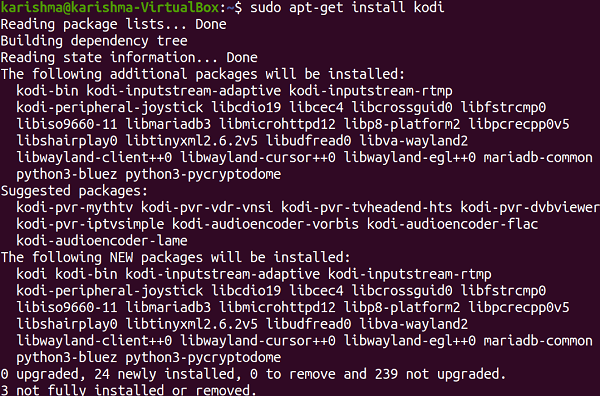 karishma@karishma-VirtualBox:~$ sudo apt-get install kodi
Reading package lists... Done
Building dependency tree
Reading state information... Done
The following additional packages will be installed:
  kodi-bin kodi-inputstream-adaptive kodi-inputstream-rtmp
  kodi-peripheral-joystick libcdio19 libcec4 libcrossguid0 libfstrcmp0
  libiso9660-11 libmariadb3 libmicrohttpd12 libp8-platform2 libpcrecpp0v5
  libshairplay0 libtinyxml2.6.2v5 libudfread0 libva-wayland2
  libwayland-client++0 libwayland-cursor++0 libwayland-egl++0 mariadb-common
  python3-bluez python3-pycryptodome
Suggested packages:
  kodi-pvr-mythtv kodi-pvr-vdr-vnsi kodi-pvr-tvheadend-hts kodi-pvr-dvbviewer
  kodi-pvr-iptvsimple kodi-audioencoder-vorbis kodi-audioencoder-flac
  kodi-audioencoder-lame
The following NEW packages will be installed:
  kodi kodi-bin kodi-inputstream-adaptive kodi-inputstream-rtmp
  kodi-peripheral-joystick libcdio19 libcec4 libcrossguid0 libfstrcmp0
  libiso9660-11 libmariadb3 libmicrohttpd12 libp8-platform2 libpcrecpp0v5
  libshairplay0 libtinyxml2.6.2v5 libudfread0 libva-wayland2
  libwayland-client++0 libwayland-cursor++0 libwayland-egl++0 mariadb-common
  python3-bluez python3-pycryptodome
0 upgraded, 24 newly installed, 0 to remove and 239 not upgraded.
3 not fully installed or removed.